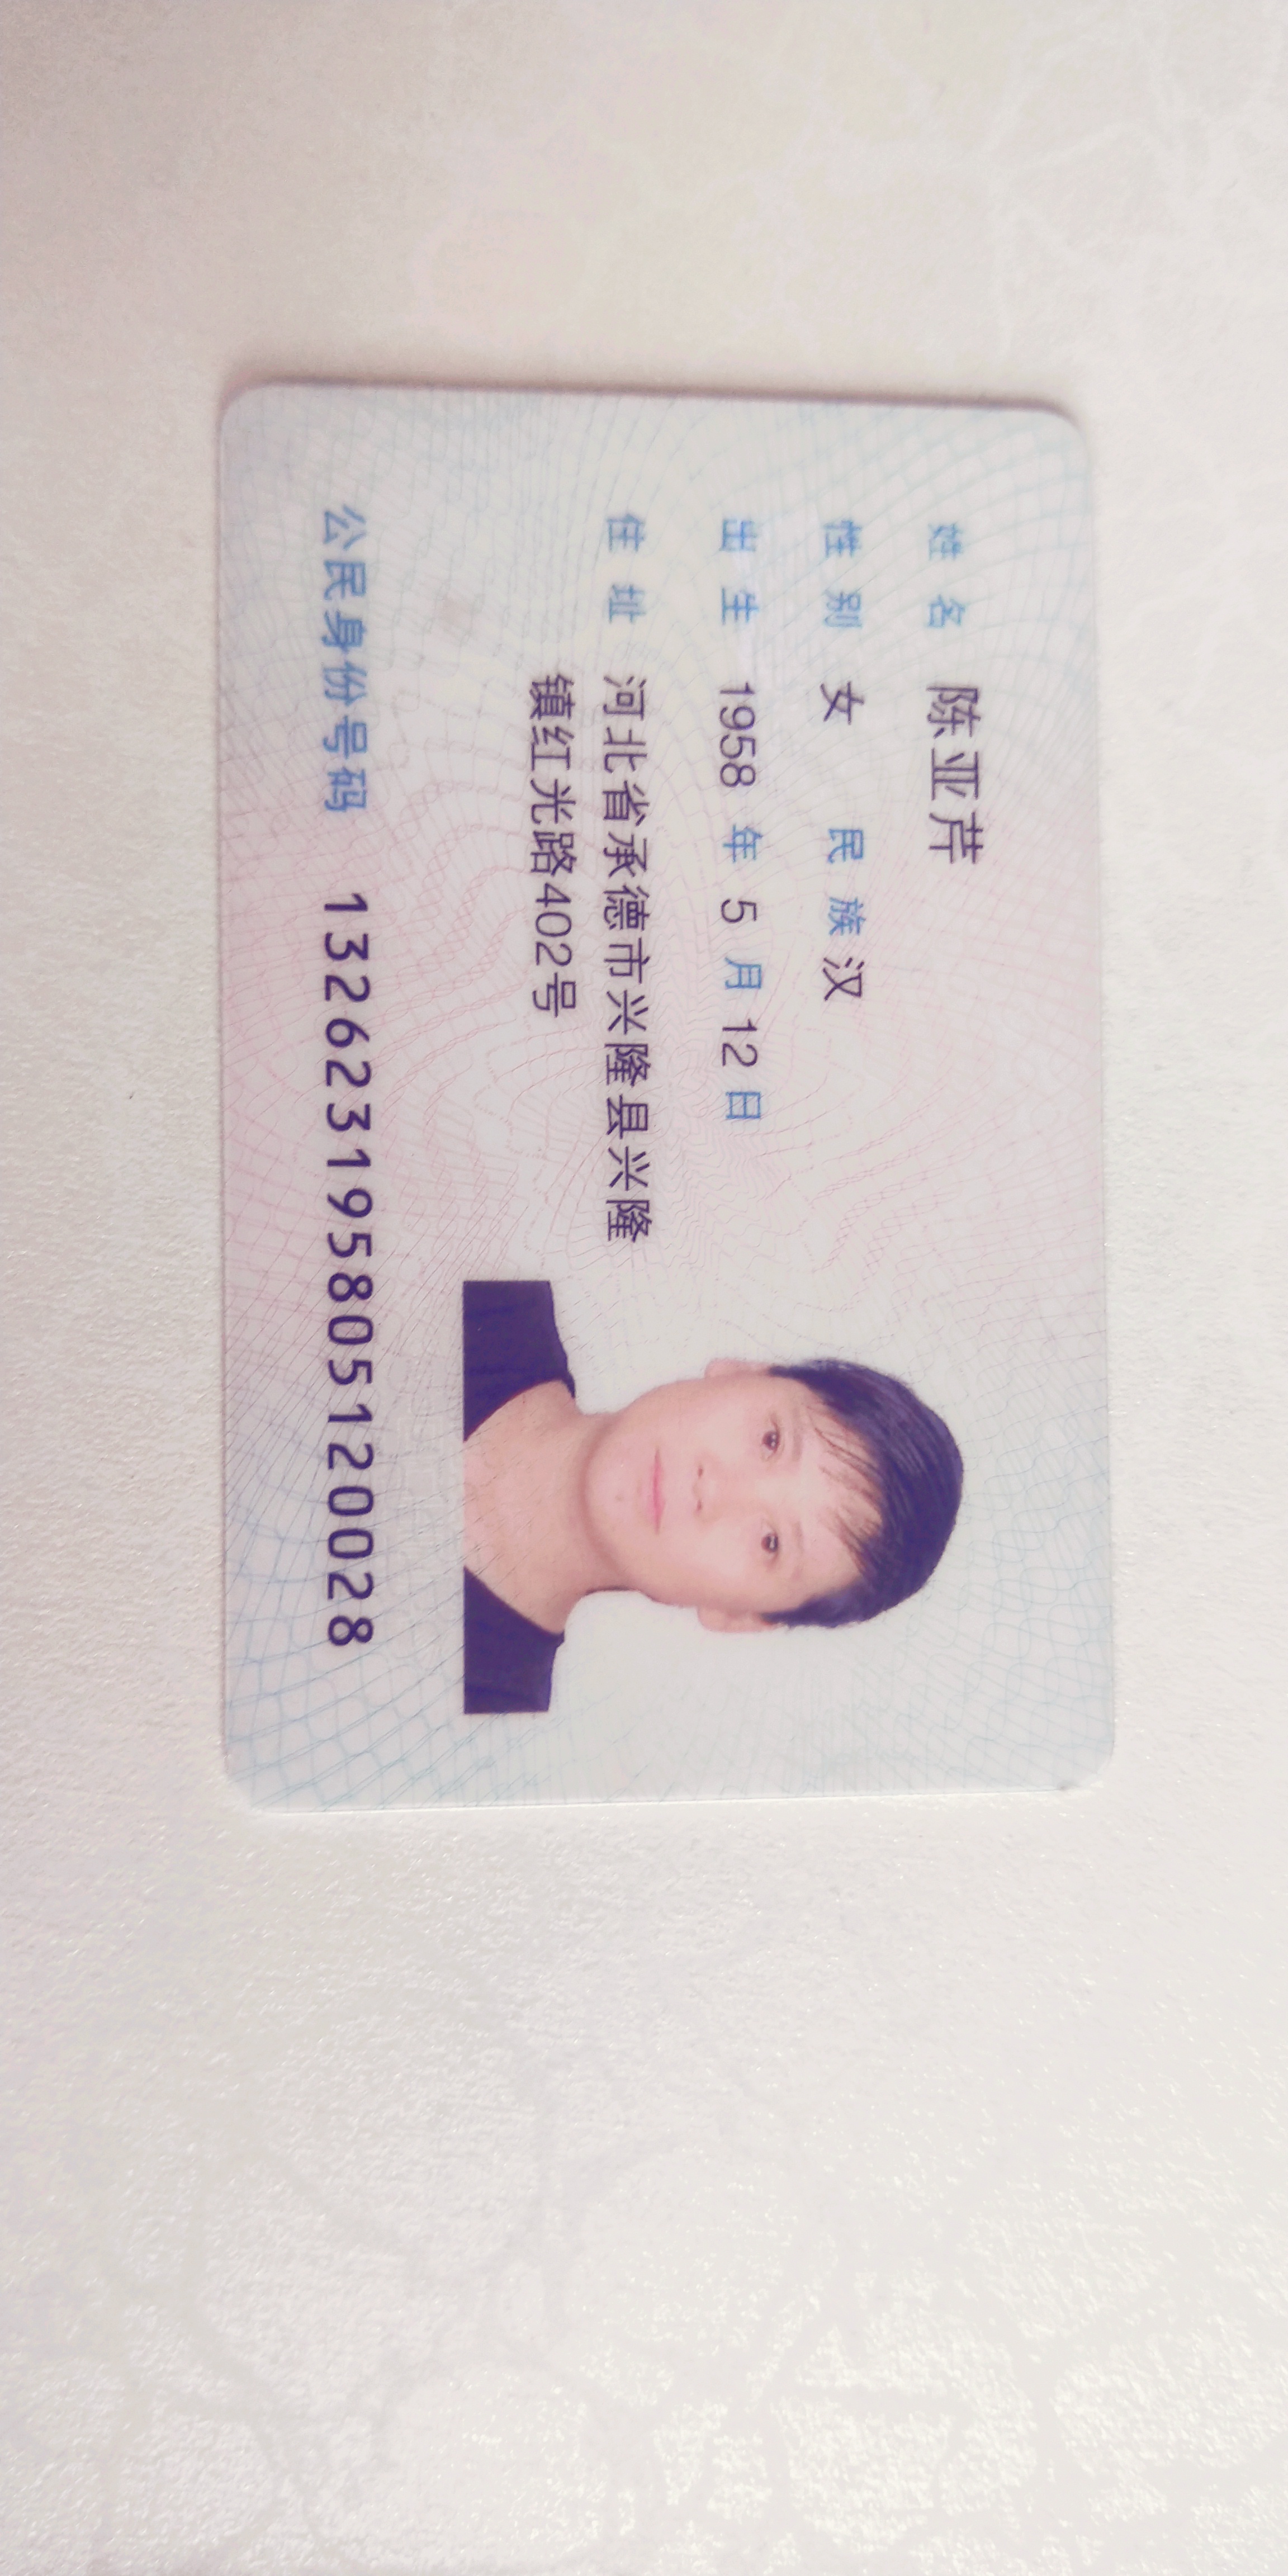 姓名 陈亚芹
性别 女 民族 汉
出生 1958 年 5 月 12 日
住址 河北省承德市兴隆县兴隆
镇红光路402号
公民身份号码 132623195805120028